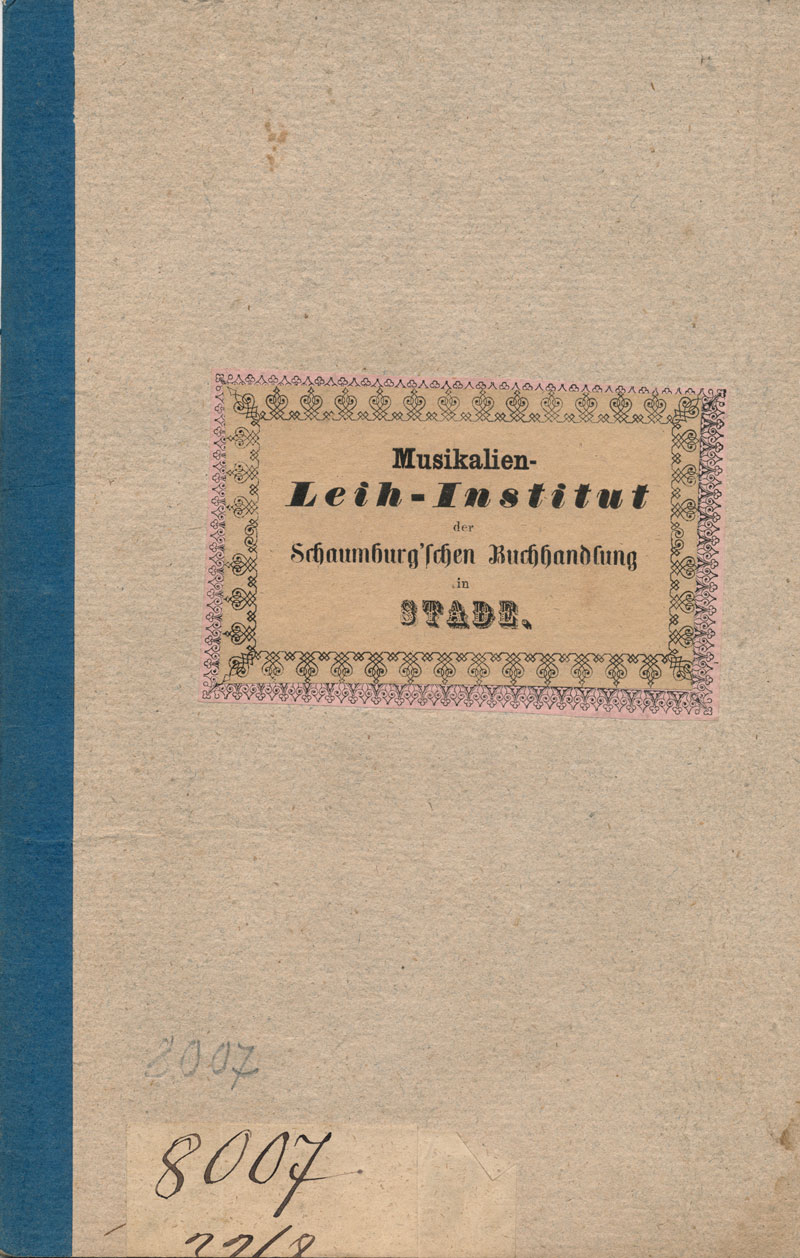 Musikalien-
Leih-Institut
der
Schaumburg'schen Buchhandlung
in
STADE.
8007
8007